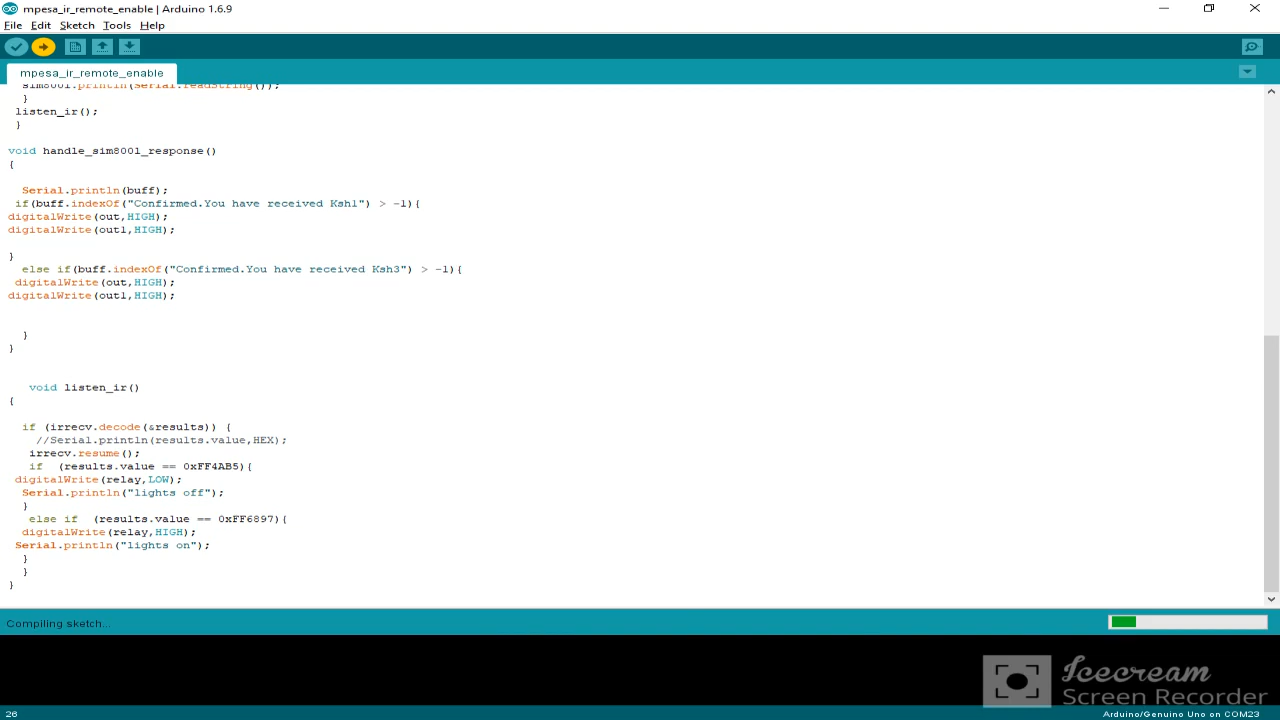 mpesa_ir_remote_enable | Arduino 1.6.9
File Edit Sketch Tools Help
mpesa_ir_remote_enable
sim800l.println(Serial.readString());
}
listen_ir();
}
void handle_sim800l_response()
{
Serial.println(buff);
if(buff.indexOf("Confirmed.You have received Ksh1") > -1){
digitalWrite(out,HIGH);
digitalWrite(out1,HIGH);
}
else if(buff.indexOf("Confirmed.You have received Ksh3") > -1){
digitalWrite(out,HIGH);
digitalWrite(out1,HIGH);
}
}
void listen_ir()
{
if (irrecv.decode(&results)) {
//Serial.println(results.value,HEX);
irrecv.resume();
if  (results.value == 0xFF4AB5){
digitalWrite(relay,LOW);
Serial.println("lights off");
}
else if  (results.value == 0xFF6897){
digitalWrite(relay,HIGH);
Serial.println("lights on");
}
}
}
Compiling sketch...
Icecream
Screen Recorder
26
Arduino/Genuino Uno on COM23